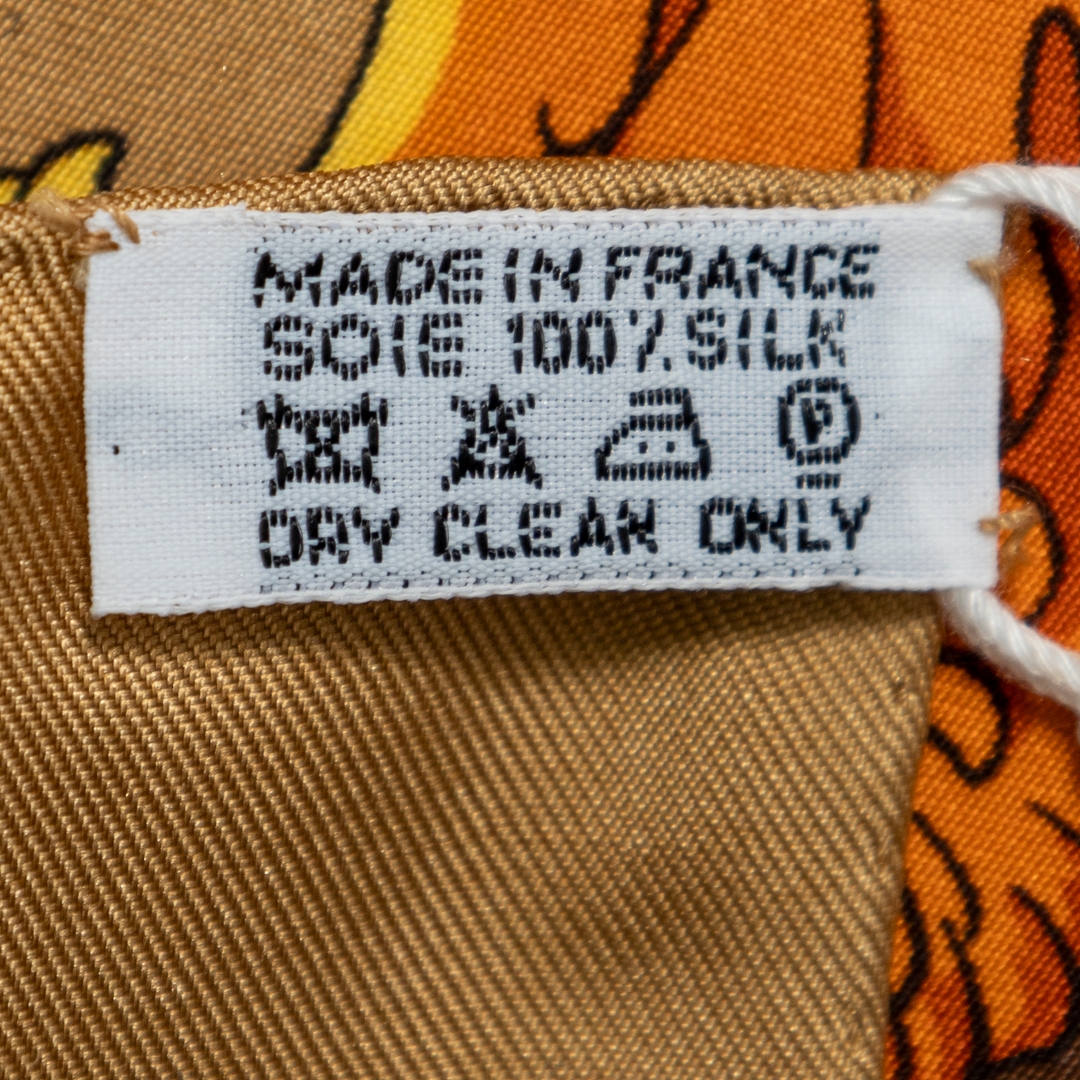 MADE IN FRANCE
SOIE 100% SILK
P
DRY CLEAN ONLY